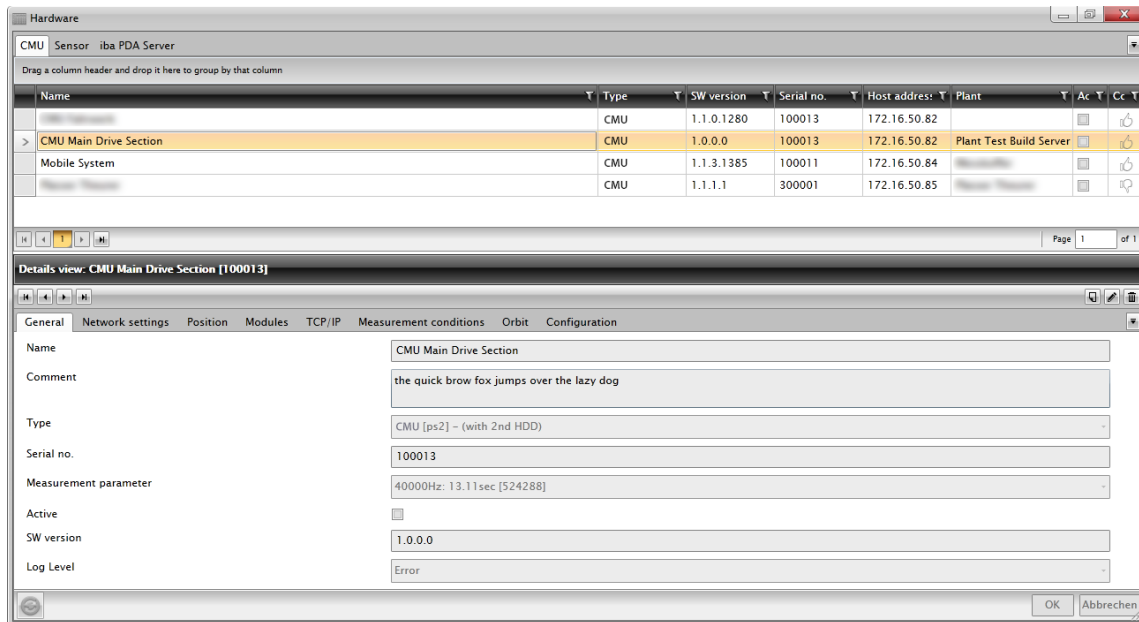 Hardware
CMU Sensor iba PDA Server
Drag a column header and drop it here to group by that column
Name Type SW version Serial no. Host addres: Plant Ac Cc
CMU 1.1.0.1280 100013 172.16.50.82
> CMU Main Drive Section CMU 1.0.0.0 100013 172.16.50.82 Plant Test Build Server
Mobile System CMU 1.1.3.1385 100011 172.16.50.84
CMU 1.1.1.1 300001 172.16.50.85
1 Page 1 of 1
Details view: CMU Main Drive Section [100013]
General Network settings Position Modules TCP/IP Measurement conditions Orbit Configuration
Name CMU Main Drive Section
Comment the quick brow fox jumps over the lazy dog
Type CMU [ps2] – (with 2nd HDD)
Serial no. 100013
Measurement parameter 40000Hz: 13.11sec [524288]
Active
SW version 1.0.0.0
Log Level Error
OK Abbrechen